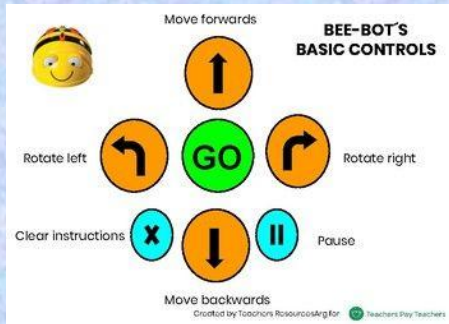 Move forwards
BEE-BOT´S
BASIC CONTROLS
Rotate left
GO
Rotate right
Clear instructions
X
Pause
Move backwards
Created by Teachers ResourcesArg for
Teachers Pay Teachers